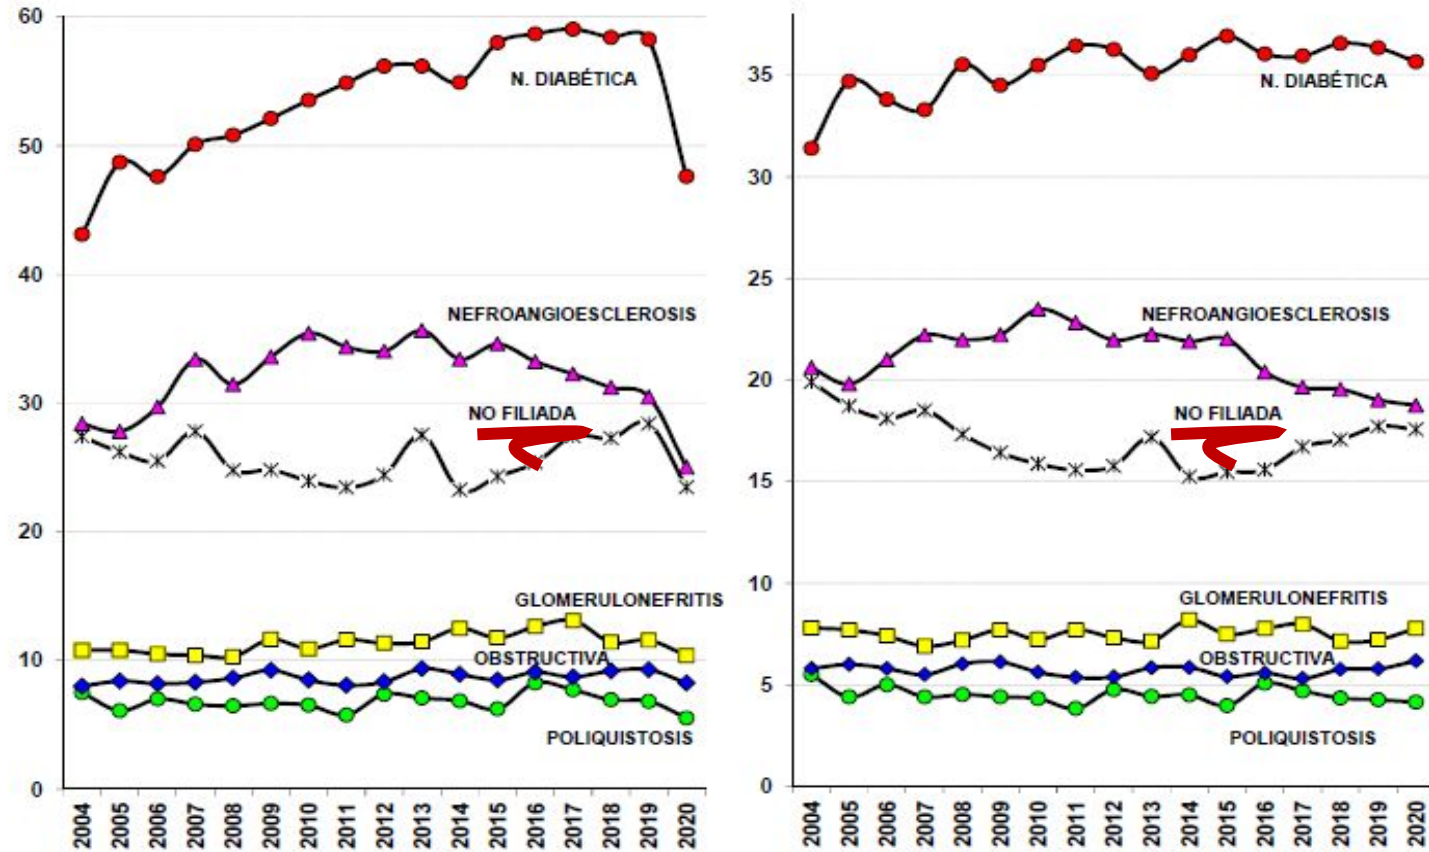 60
50
40
30
20
10
0
N. DIABÉTICA
NEFROANGIOESCLEROSIS
NO FILIADA
GLOMERULONEFRITIS
OBSTRUCTIVA
POLIQUISTOSIS
2004 2005 2006 2007 2008 2009 2010 2011 2012 2013 2014 2015 2016 2017 2018 2019 2020
35
30
25
20
15
10
5
0
N. DIABÉTICA
NEFROANGIOESCLEROSIS
NO FILIADA
GLOMERULONEFRITIS
OBSTRUCTIVA
POLIQUISTOSIS
2004 2005 2006 2007 2008 2009 2010 2011 2012 2013 2014 2015 2016 2017 2018 2019 2020